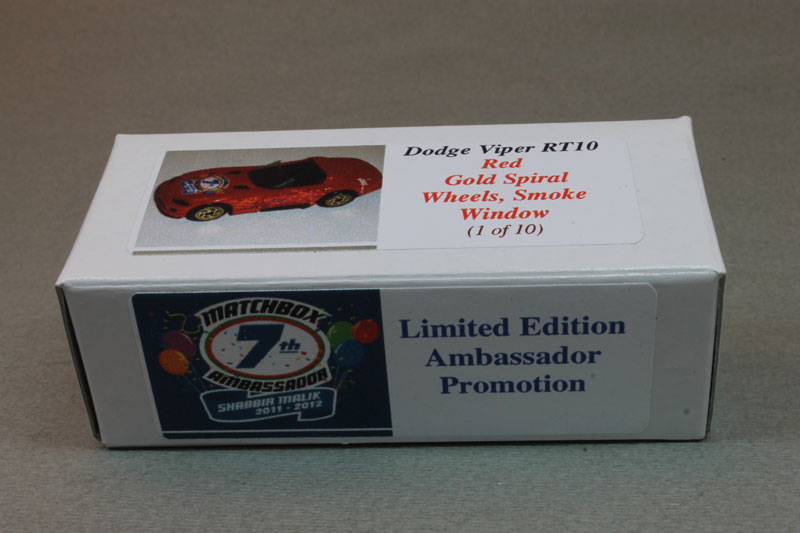 Dodge Viper RT10
Red
Gold Spiral
Wheels, Smoke
Window
(1 of 10)
MATCHBOX
7th
AMBASSADOR
SHABBIR MALIK
2011 - 2012
Limited Edition
Ambassador
Promotion